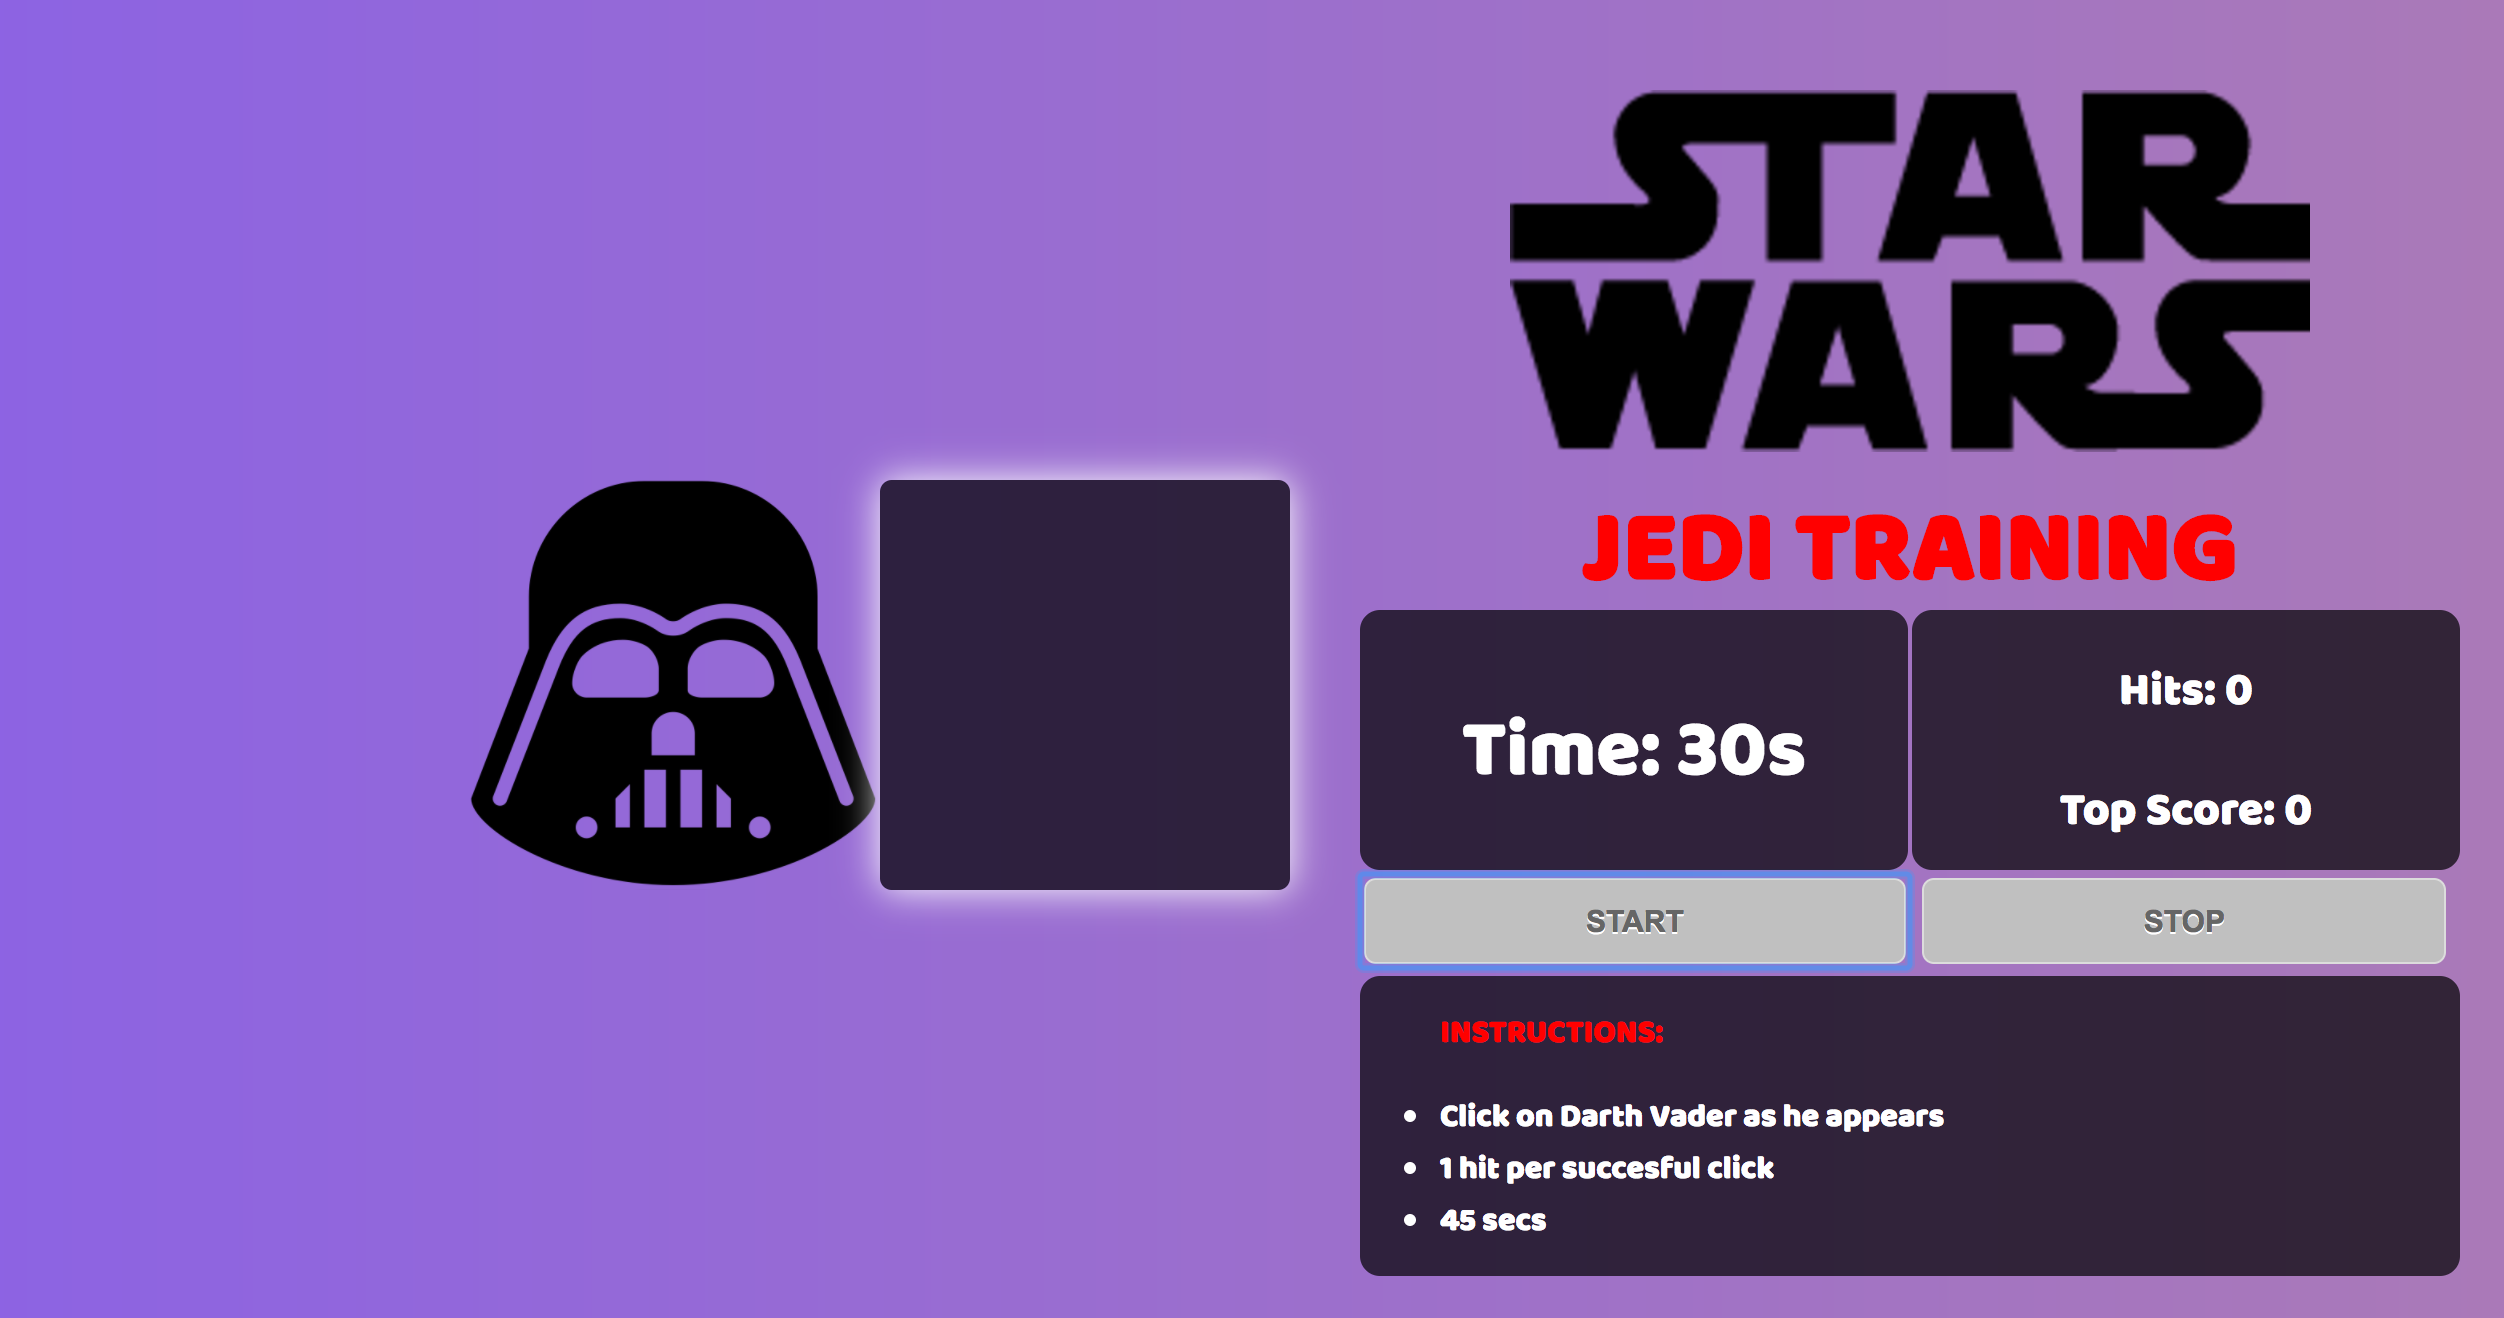 STAR
WARS
JEDI TRAINING
Time: 30s
Hits: 0
Top Score: 0
START
STOP
INSTRUCTIONS:
Click on Darth Vader as he appears
1 hit per succesful click
45 secs